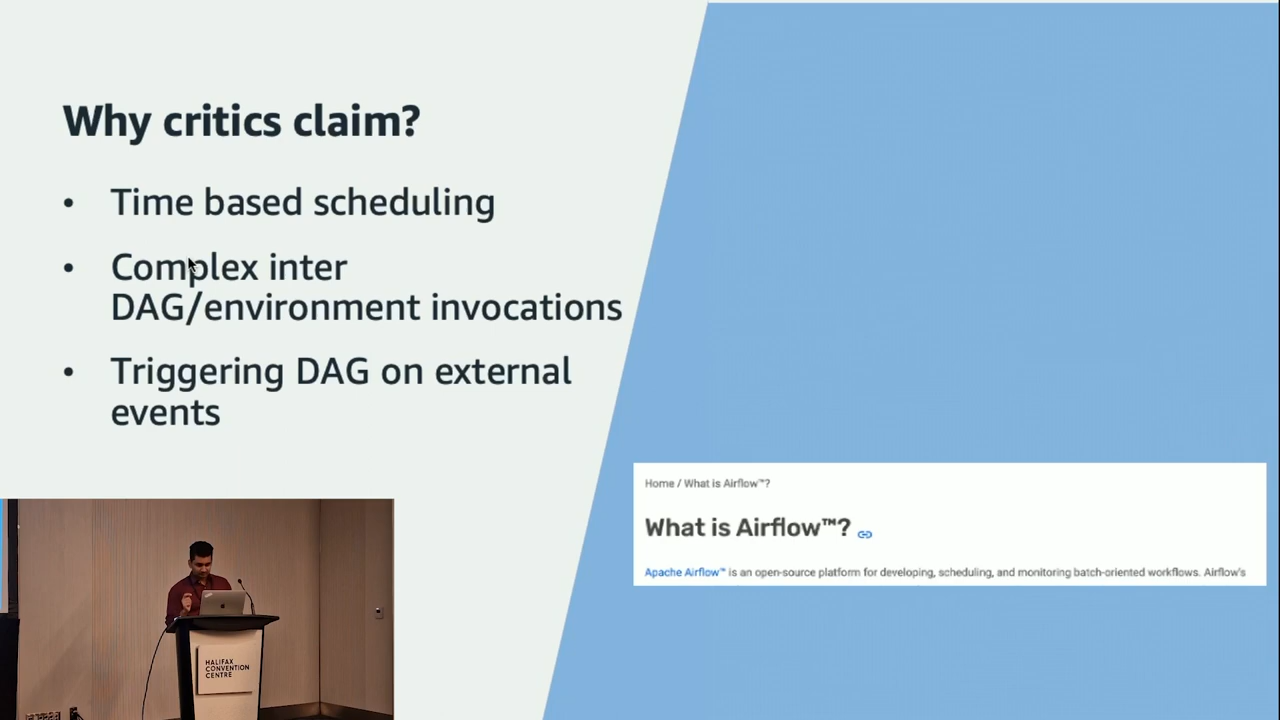 Why critics claim?
• Time based scheduling
• Complex inter
DAG/environment invocations
• Triggering DAG on external
events
Home / What is Airflow™?
What is Airflow™?
Apache Airflow™ is an open-source platform for developing, scheduling, and monitoring batch-oriented workflows. Airflow's
HALIFAX
CONVENTION
CENTRE